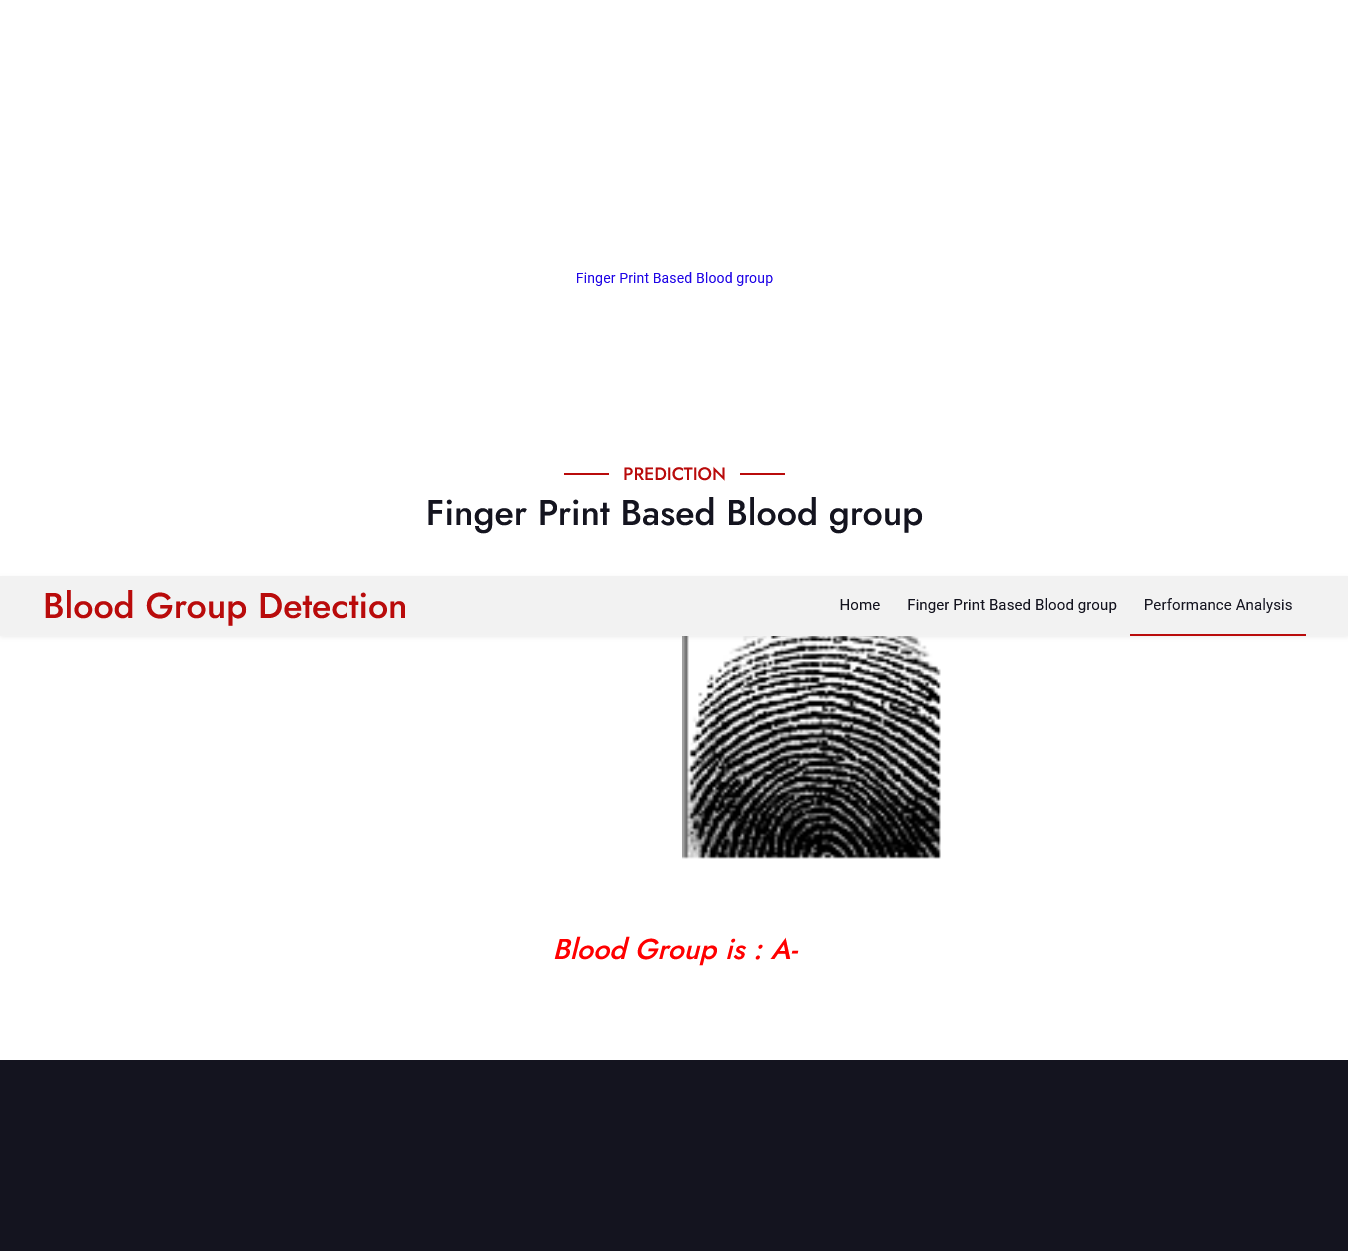 Finger Print Based Blood group
PREDICTION
Finger Print Based Blood group
Blood Group Detection
Home Finger Print Based Blood group Performance Analysis
Blood Group is : A-